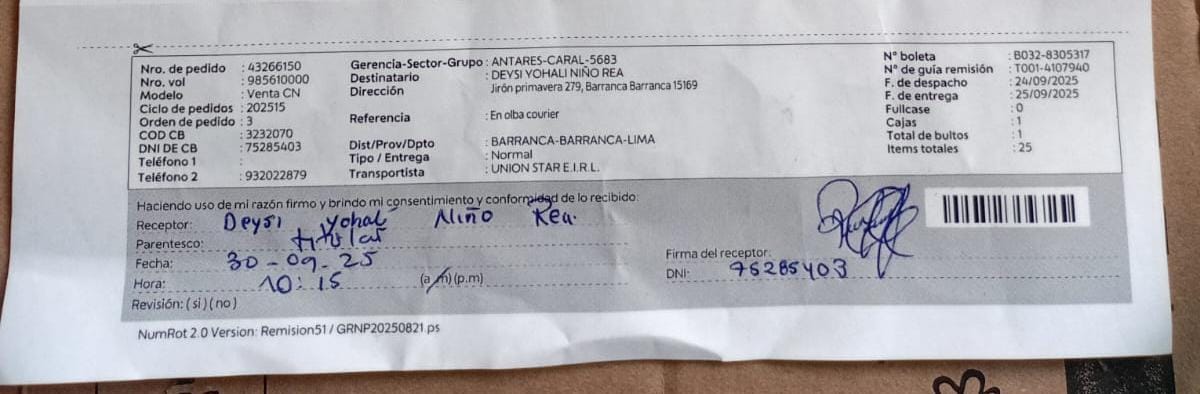 Nro. de pedido : 43266150
Nro. vol : 985610000
Modelo : Venta CN
Ciclo de pedidos : 202515
Orden de pedido : 3
COD CB : 3232070
DNI DE CB : 75285403
Teléfono 1 :
Teléfono 2 : 932022879
Gerencia-Sector-Grupo : ANTARES-CARAL-5683
Destinatario : DEYSI YOHALI NIÑO REA
Dirección Jirón primavera 279, Barranca Barranca 15169
Referencia : En olba courier
Dist/Prov/Dpto : BARRANCA-BARRANCA-LIMA
Tipo / Entrega : Normal
Transportista : UNION STAR E.I.R.L.
N° boleta : B032-8305317
N° de guía remisión : T001-4107940
F. de despacho : 24/09/2025
F. de entrega : 25/09/2025
Fullcase : 0
Cajas : 1
Total de bultos : 1
Items totales : 25
Haciendo uso de mi razón firmo y brindo mi consentimiento y conformidad de lo recibido:
Receptor: Deysi Yohali Niño Rea.
Parentesco: titular
Fecha: 30-09-25
Hora: 10:15 (a.m) (p.m)
Revisión: ( si ) ( no )
Firma del receptor:
DNI: 75285403
NumRot 2.0 Version: Remision51 / GRNP20250821.ps